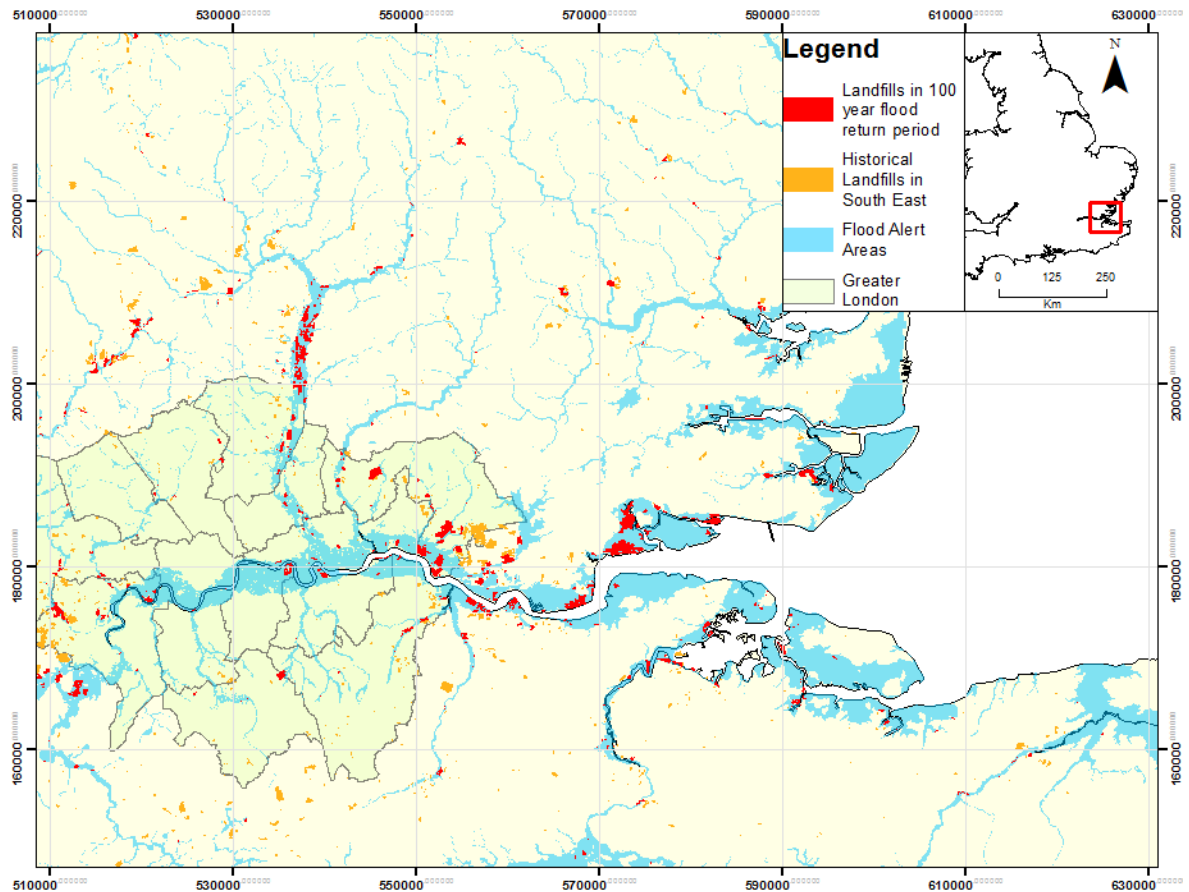 510000 530000 550000 570000 590000 610000 630000
Legend
Landfills in 100
year flood
return period
Historical
Landfills in
South East
Flood Alert
Areas
Greater
London
N
0 125 250
Km
220000
200000
180000
160000
220000
200000
180000
160000
510000 530000 550000 570000 590000 610000 630000